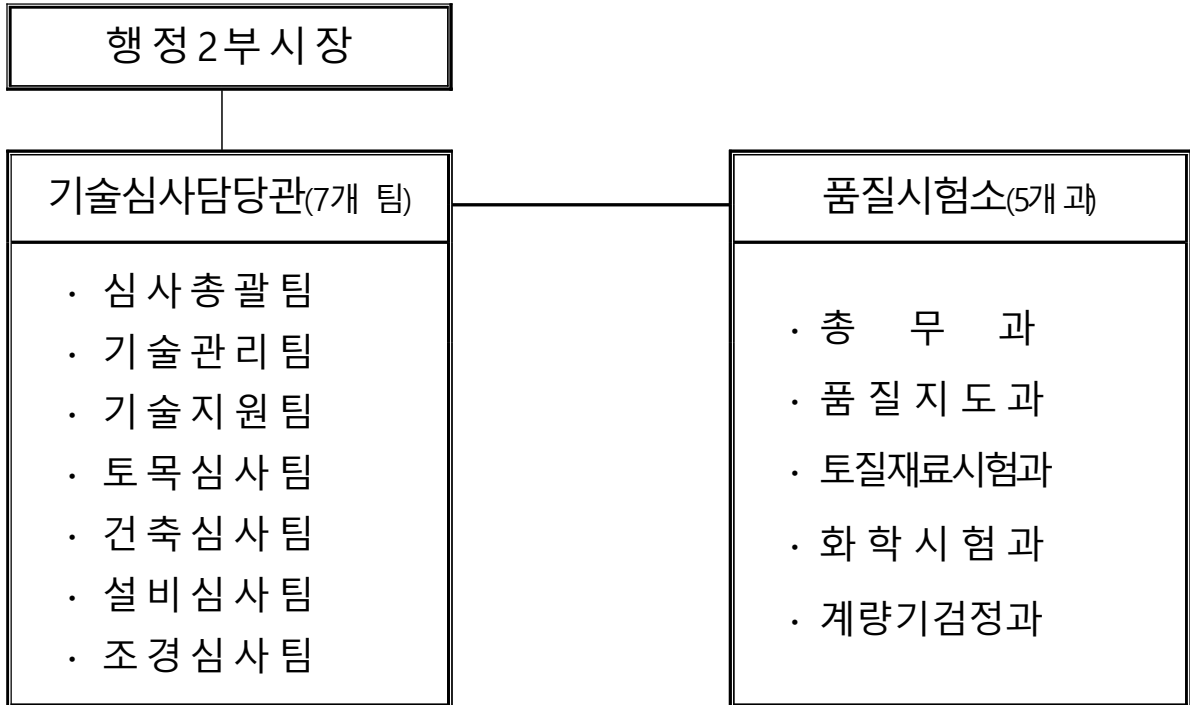 행정2부시장
기술심사담당관(7개 팀)
· 심사총괄팀
· 기술관리팀
· 기술지원팀
· 토목심사팀
· 건축심사팀
· 설비심사팀
· 조경심사팀
품질시험소(5개 과)
· 총 무 과
· 품질지도과
· 토질재료시험과
· 화학시험과
· 계량기검정과